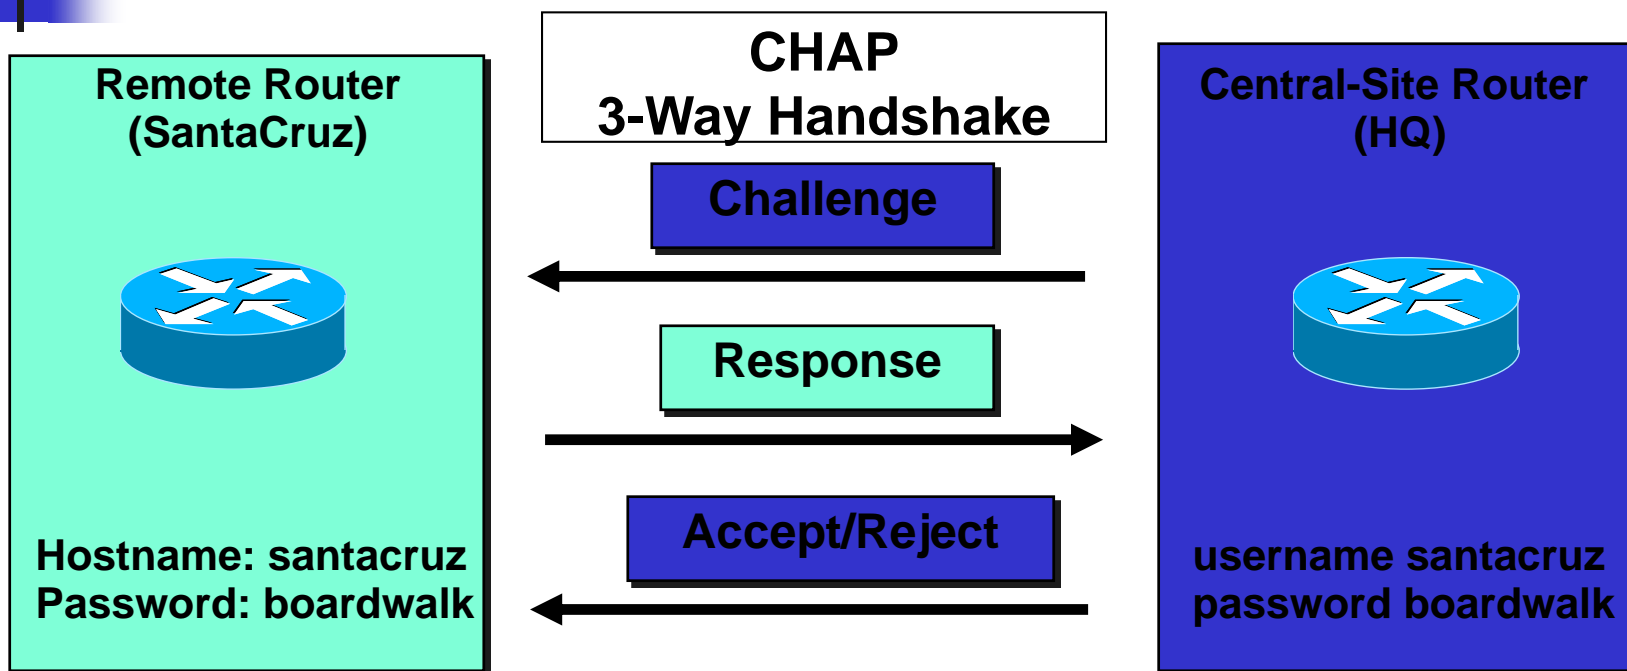 CHAP
3-Way Handshake
Remote Router
(SantaCruz)
Hostname: santacruz
Password: boardwalk
Challenge
Response
Accept/Reject
Central-Site Router
(HQ)
username santacruz
password boardwalk